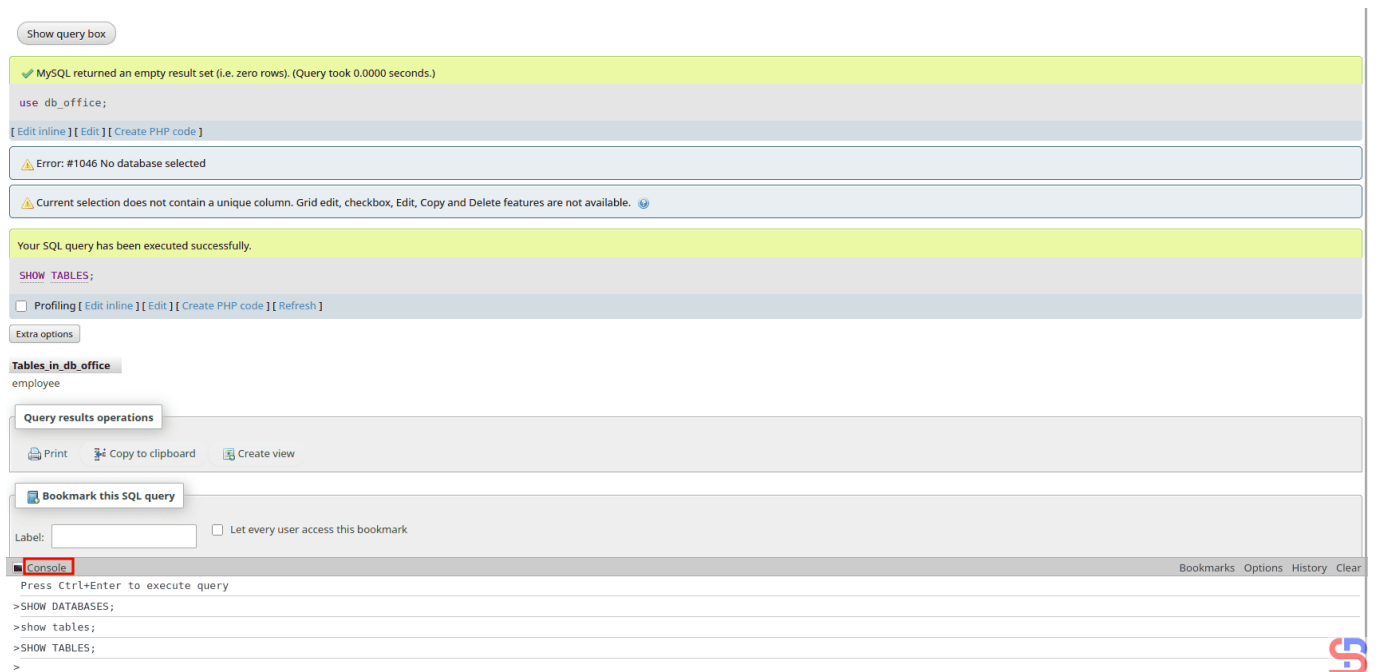 Show query box
MySQL returned an empty result set (i.e. zero rows). (Query took 0.0000 seconds.)
use db_office;
[ Edit inline ] [ Edit ] [ Create PHP code ]
Error: #1046 No database selected
Current selection does not contain a unique column. Grid edit, checkbox, Edit, Copy and Delete features are not available.
Your SQL query has been executed successfully.
SHOW TABLES;
Profiling [ Edit inline ] [ Edit ] [ Create PHP code ] [ Refresh ]
Extra options
Tables_in_db_office
employee
Query results operations
Print Copy to clipboard Create view
Bookmark this SQL query
Label: Let every user access this bookmark
Console Bookmarks Options History Clear
Press Ctrl+Enter to execute query
>SHOW DATABASES;
>show tables;
>SHOW TABLES;
>